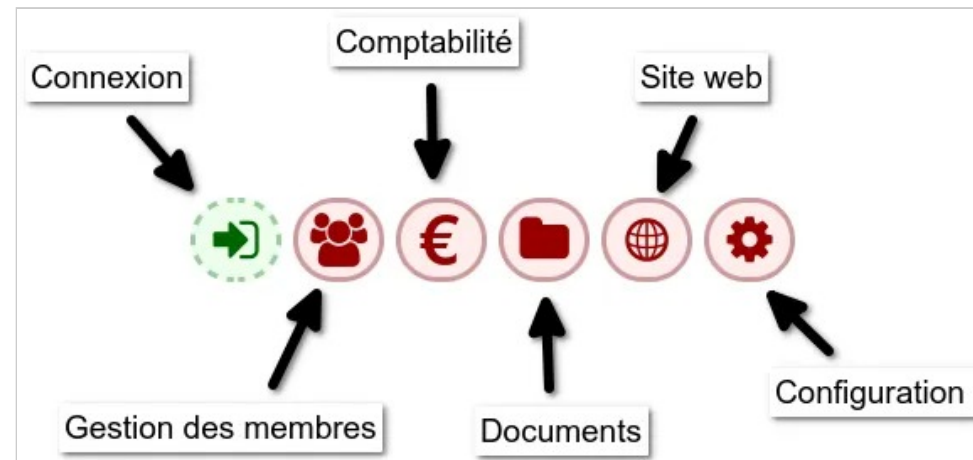 Comptabilité
Connexion
Site web
€
Configuration
Gestion des membres
Documents